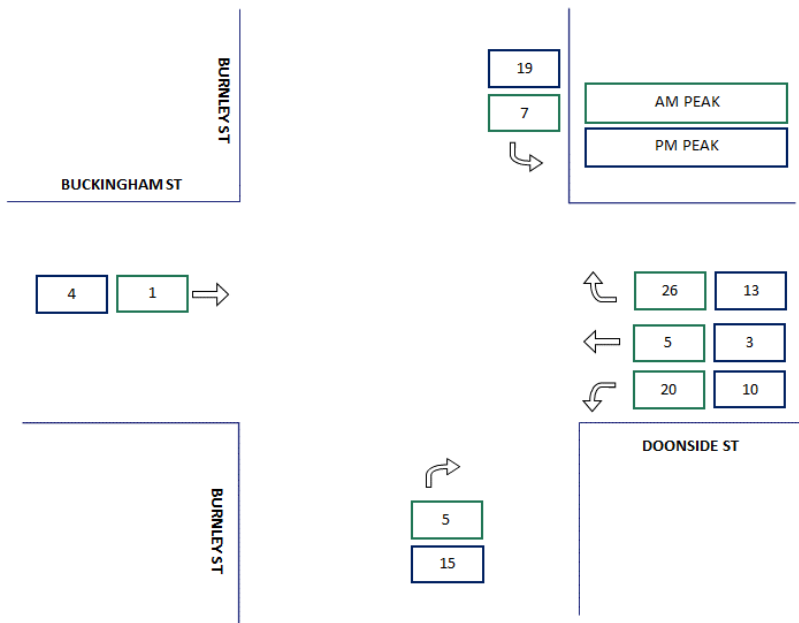 19
AM PEAK
7
PM PEAK
BURNLEY ST
BUCKINGHAM ST
4 1
26 13
5 3
20 10
DOONSIDE ST
BURNLEY ST
5
15